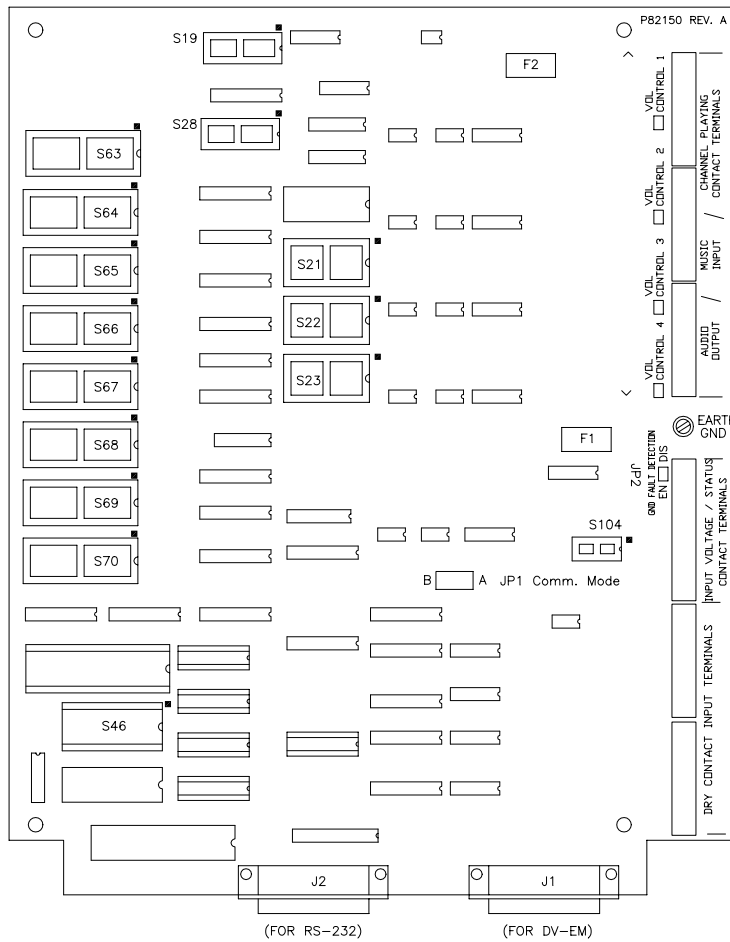 P82150 REV. A
S19
F2
VOL CONTROL 1
CHANNEL PLAYING CONTACT TERMINALS
S28
S63
VOL CONTROL 2
S64
/
S65
S21
VOL CONTROL 3
MUSIC INPUT
S66
S22
/
S67
S23
VOL CONTROL 4
AUDIO OUTPUT
S68
F1
EARTH
GND
GND FAULT DETECTION
EN DIS
JP2
S69
S104
INPUT VOLTAGE / STATUS
CONTACT TERMINALS
S70
B A JP1 Comm. Mode
DRY CONTACT INPUT TERMINALS
S46
J2
J1
(FOR RS-232)
(FOR DV-EM)